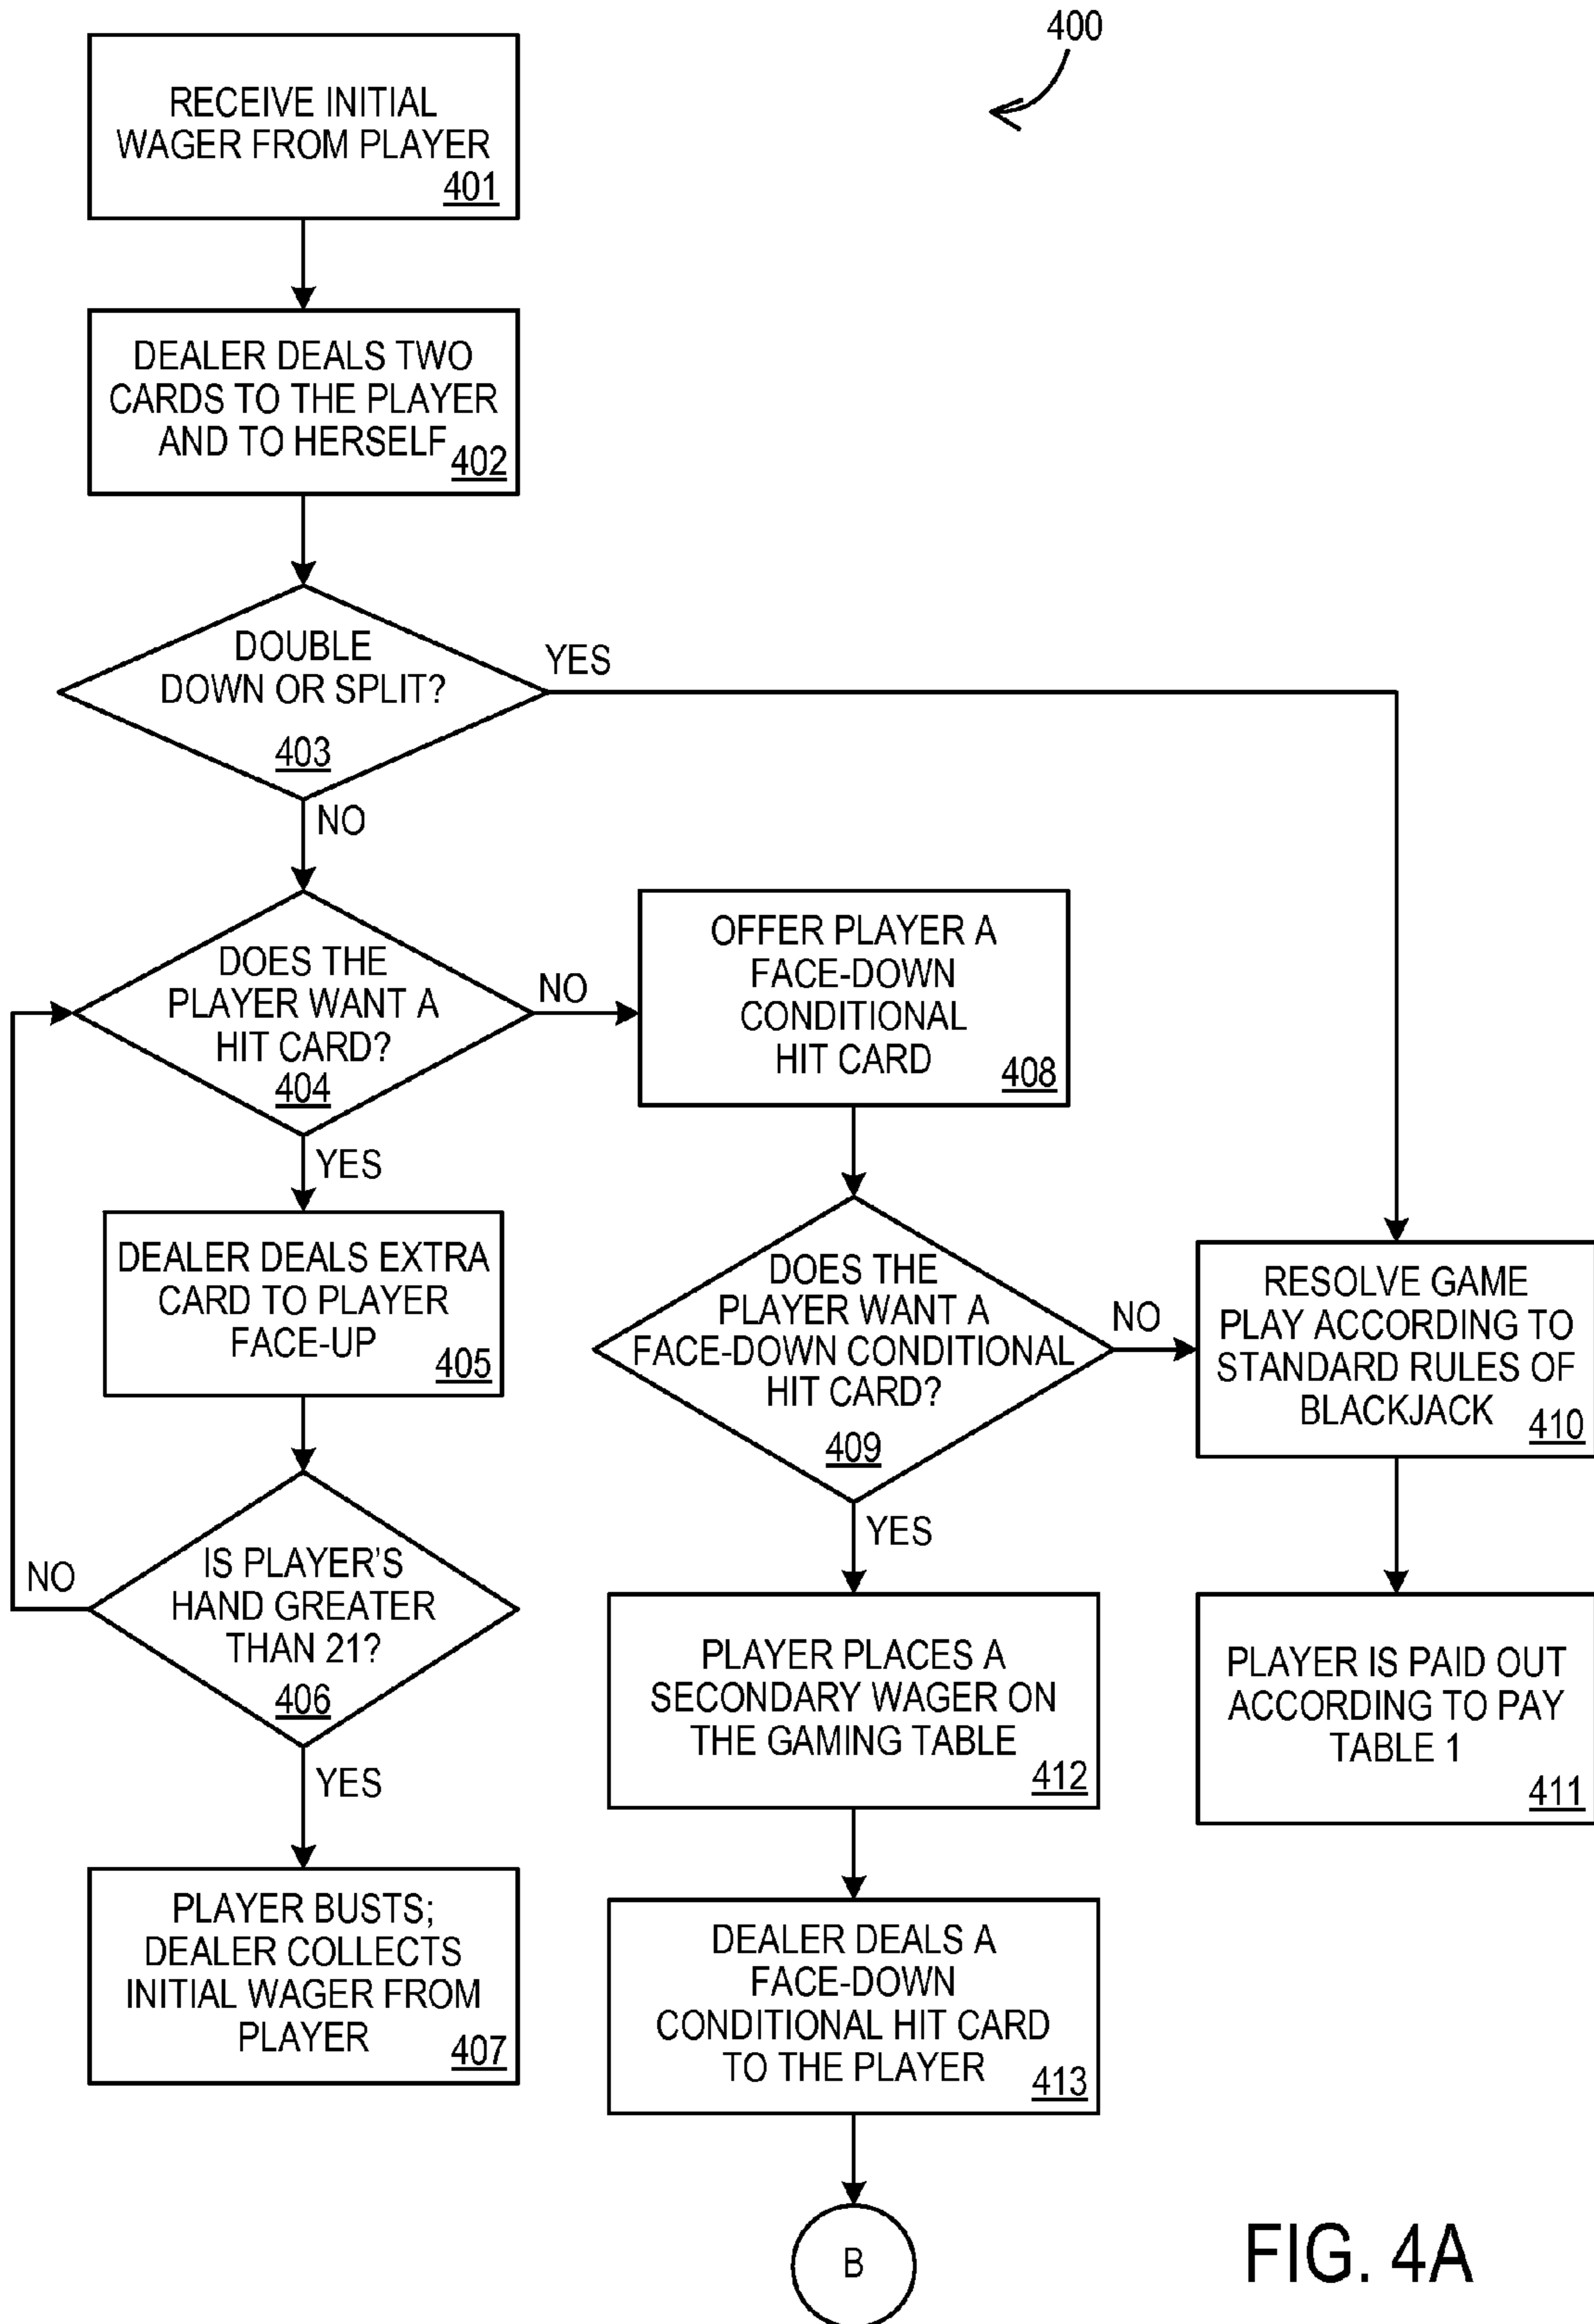 400
RECEIVE INITIAL
WAGER FROM PLAYER
401
DEALER DEALS TWO
CARDS TO THE PLAYER
AND TO HERSELF
402
DOUBLE
DOWN OR SPLIT?
403
YES
NO
DOES THE
PLAYER WANT A
HIT CARD?
404
NO
YES
OFFER PLAYER A
FACE-DOWN
CONDITIONAL
HIT CARD
408
DEALER DEALS EXTRA
CARD TO PLAYER
FACE-UP
405
DOES THE
PLAYER WANT A
FACE-DOWN CONDITIONAL
HIT CARD?
409
NO
YES
RESOLVE GAME
PLAY ACCORDING TO
STANDARD RULES OF
BLACKJACK
410
IS PLAYER'S
HAND GREATER
THAN 21?
406
NO
YES
PLAYER PLACES A
SECONDARY WAGER ON
THE GAMING TABLE
412
PLAYER IS PAID OUT
ACCORDING TO PAY
TABLE 1
411
PLAYER BUSTS;
DEALER COLLECTS
INITIAL WAGER FROM
PLAYER
407
DEALER DEALS A
FACE-DOWN
CONDITIONAL HIT CARD
TO THE PLAYER
413
B
FIG. 4A